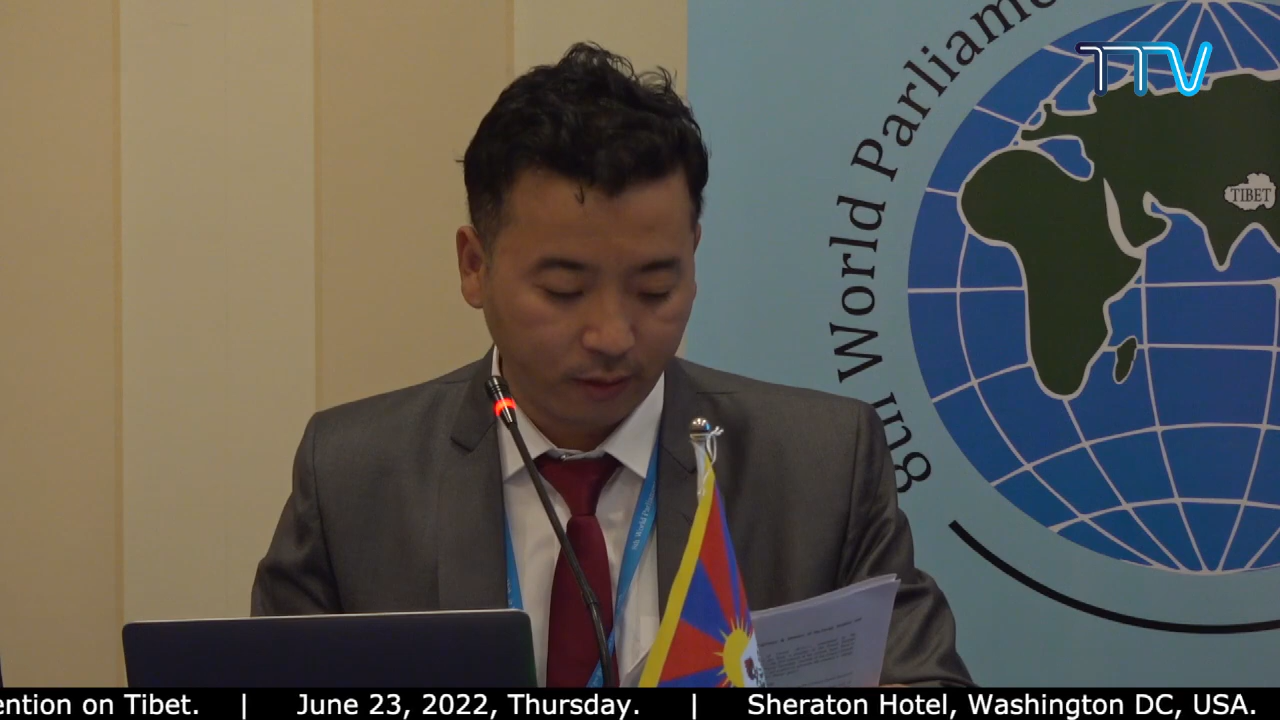 8th World Parliame
TTV
TIBET
ention on Tibet. | June 23, 2022, Thursday. | Sheraton Hotel, Washington DC, USA.